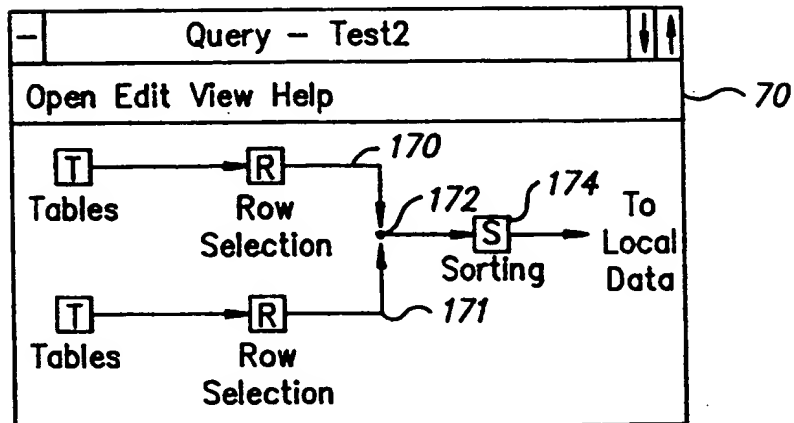 Query – Test2
Open Edit View Help
70
T
R
170
Tables
Row
Selection
172
S
174
Sorting
To
Local
Data
T
R
171
Tables
Row
Selection